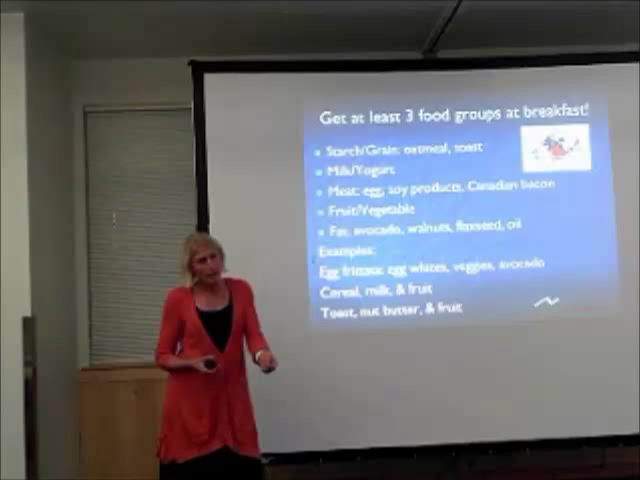 Get at least 3 food groups at breakfast!
Starch/Grain: oatmeal, toast
Milk/Yogurt
Meat: egg, soy products, Canadian bacon
Fruit/Vegetable
Fat: avocado, walnuts, flaxseed, oil
Examples:
Egg frittata: egg whites, veggies, avocado
Cereal, milk, & fruit
Toast, nut butter, & fruit